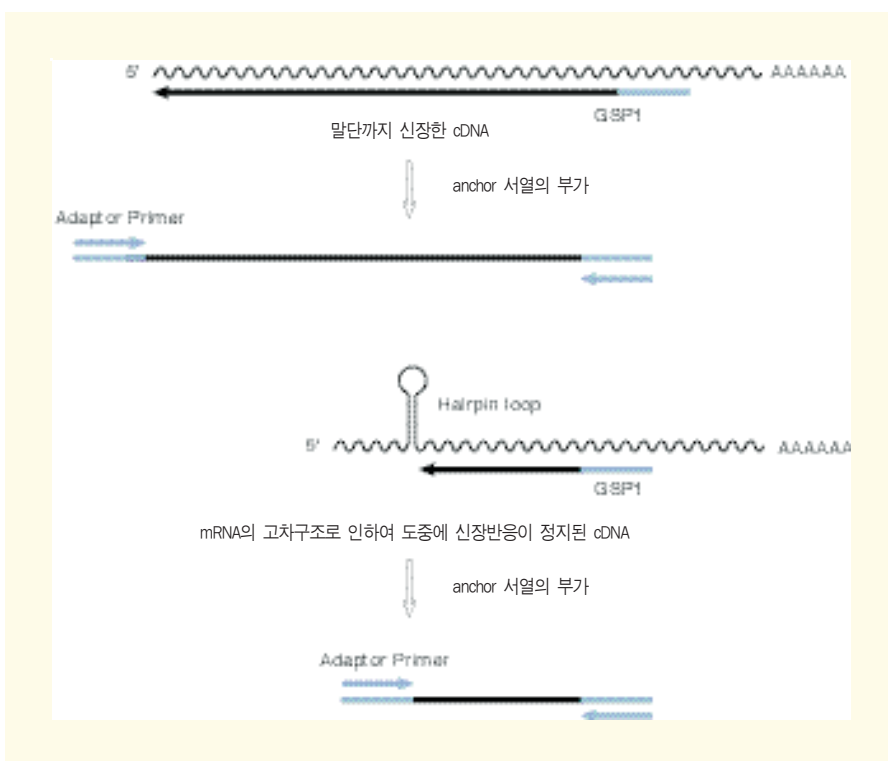 5' AAAAAA
GSP1
말단까지 신장한 cDNA
anchor 서열의 부가
Adaptor Primer
Hairpin loop
5' AAAAAA
GSP1
mRNA의 고차구조로 인하여 도중에 신장반응이 정지된 cDNA
anchor 서열의 부가
Adaptor Primer